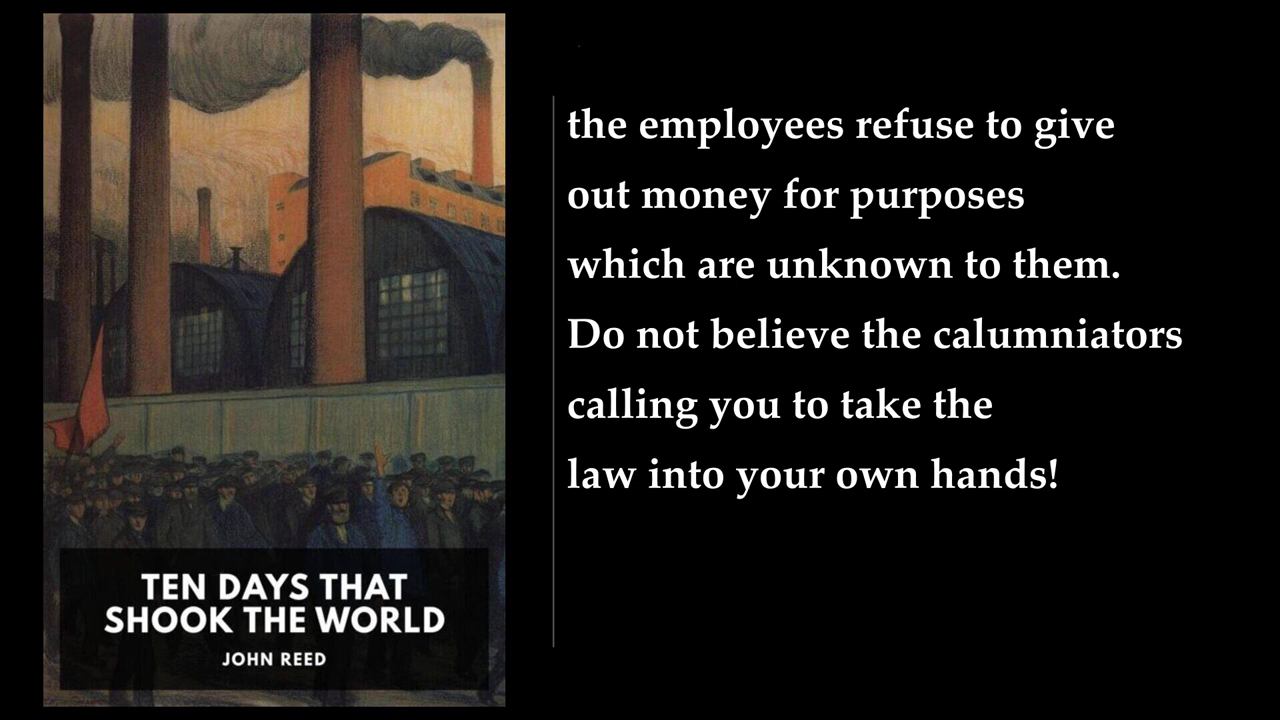 the employees refuse to give
out money for purposes
which are unknown to them.
Do not believe the calumniators
calling you to take the
law into your own hands!
TEN DAYS THAT
SHOOK THE WORLD
JOHN REED